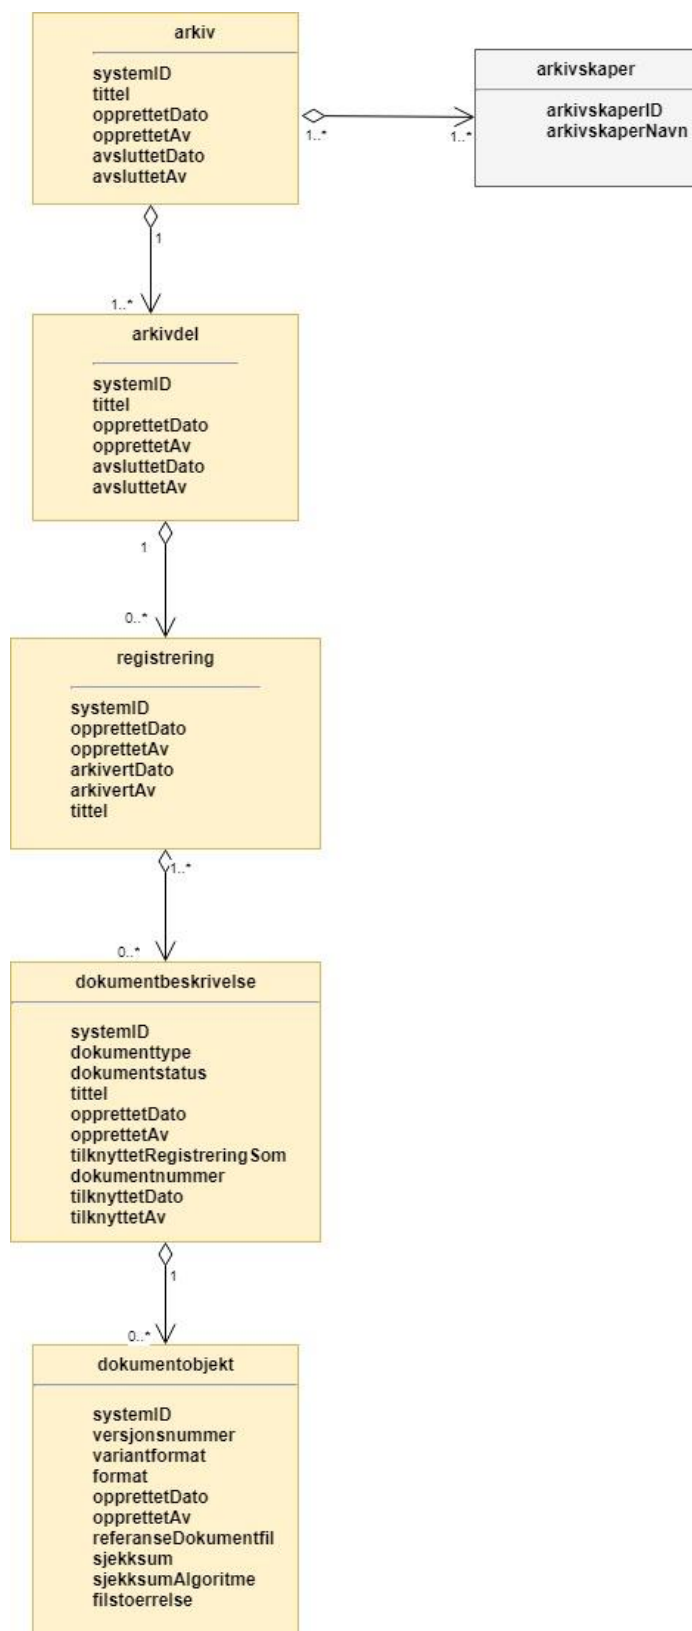 arkiv
systemID
tittel
opprettetDato
opprettetAv
avsluttetDato
avsluttetAv
arkivskaper
arkivskaperID
arkivskaperNavn
1..*
1..*
1
1..*
arkivdel
systemID
tittel
opprettetDato
opprettetAv
avsluttetDato
avsluttetAv
1
0..*
registrering
systemID
opprettetDato
opprettetAv
arkivertDato
arkivertAv
tittel
1..*
0..*
dokumentbeskrivelse
systemID
dokumenttype
dokumentstatus
tittel
opprettetDato
opprettetAv
tilknyttetRegistreringSom
dokumentnummer
tilknyttetDato
tilknyttetAv
1
0..*
dokumentobjekt
systemID
versjonsnummer
variantformat
format
opprettetDato
opprettetAv
referanseDokumentfil
sjekksum
sjekksumAlgoritme
filstoerrelse